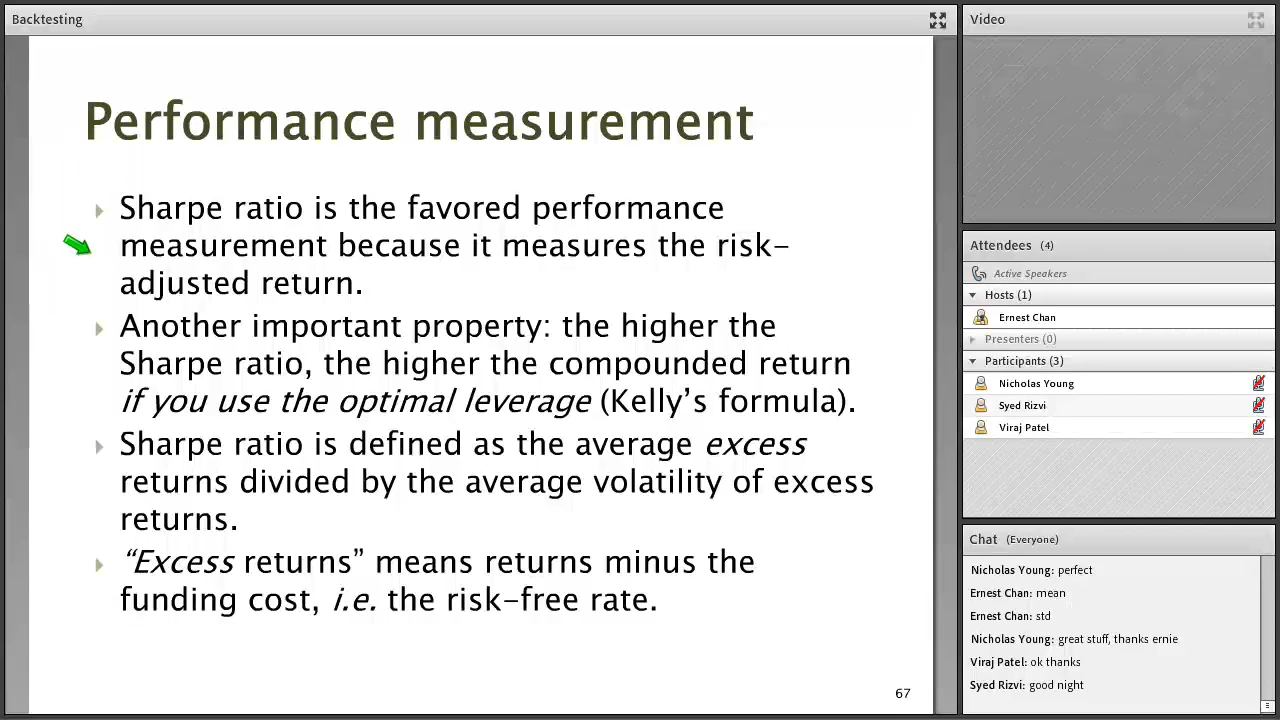 Backtesting
Performance measurement
Sharpe ratio is the favored performance
measurement because it measures the risk-
adjusted return.
Another important property: the higher the
Sharpe ratio, the higher the compounded return
if you use the optimal leverage (Kelly’s formula).
Sharpe ratio is defined as the average excess
returns divided by the average volatility of excess
returns.
“Excess returns” means returns minus the
funding cost, i.e. the risk-free rate.
67
Video
Attendees (4)
Active Speakers
Hosts (1)
Ernest Chan
Presenters (0)
Participants (3)
Nicholas Young
Syed Rizvi
Viraj Patel
Chat (Everyone)
Nicholas Young: perfect
Ernest Chan: mean
Ernest Chan: std
Nicholas Young: great stuff, thanks ernie
Viraj Patel: ok thanks
Syed Rizvi: good night